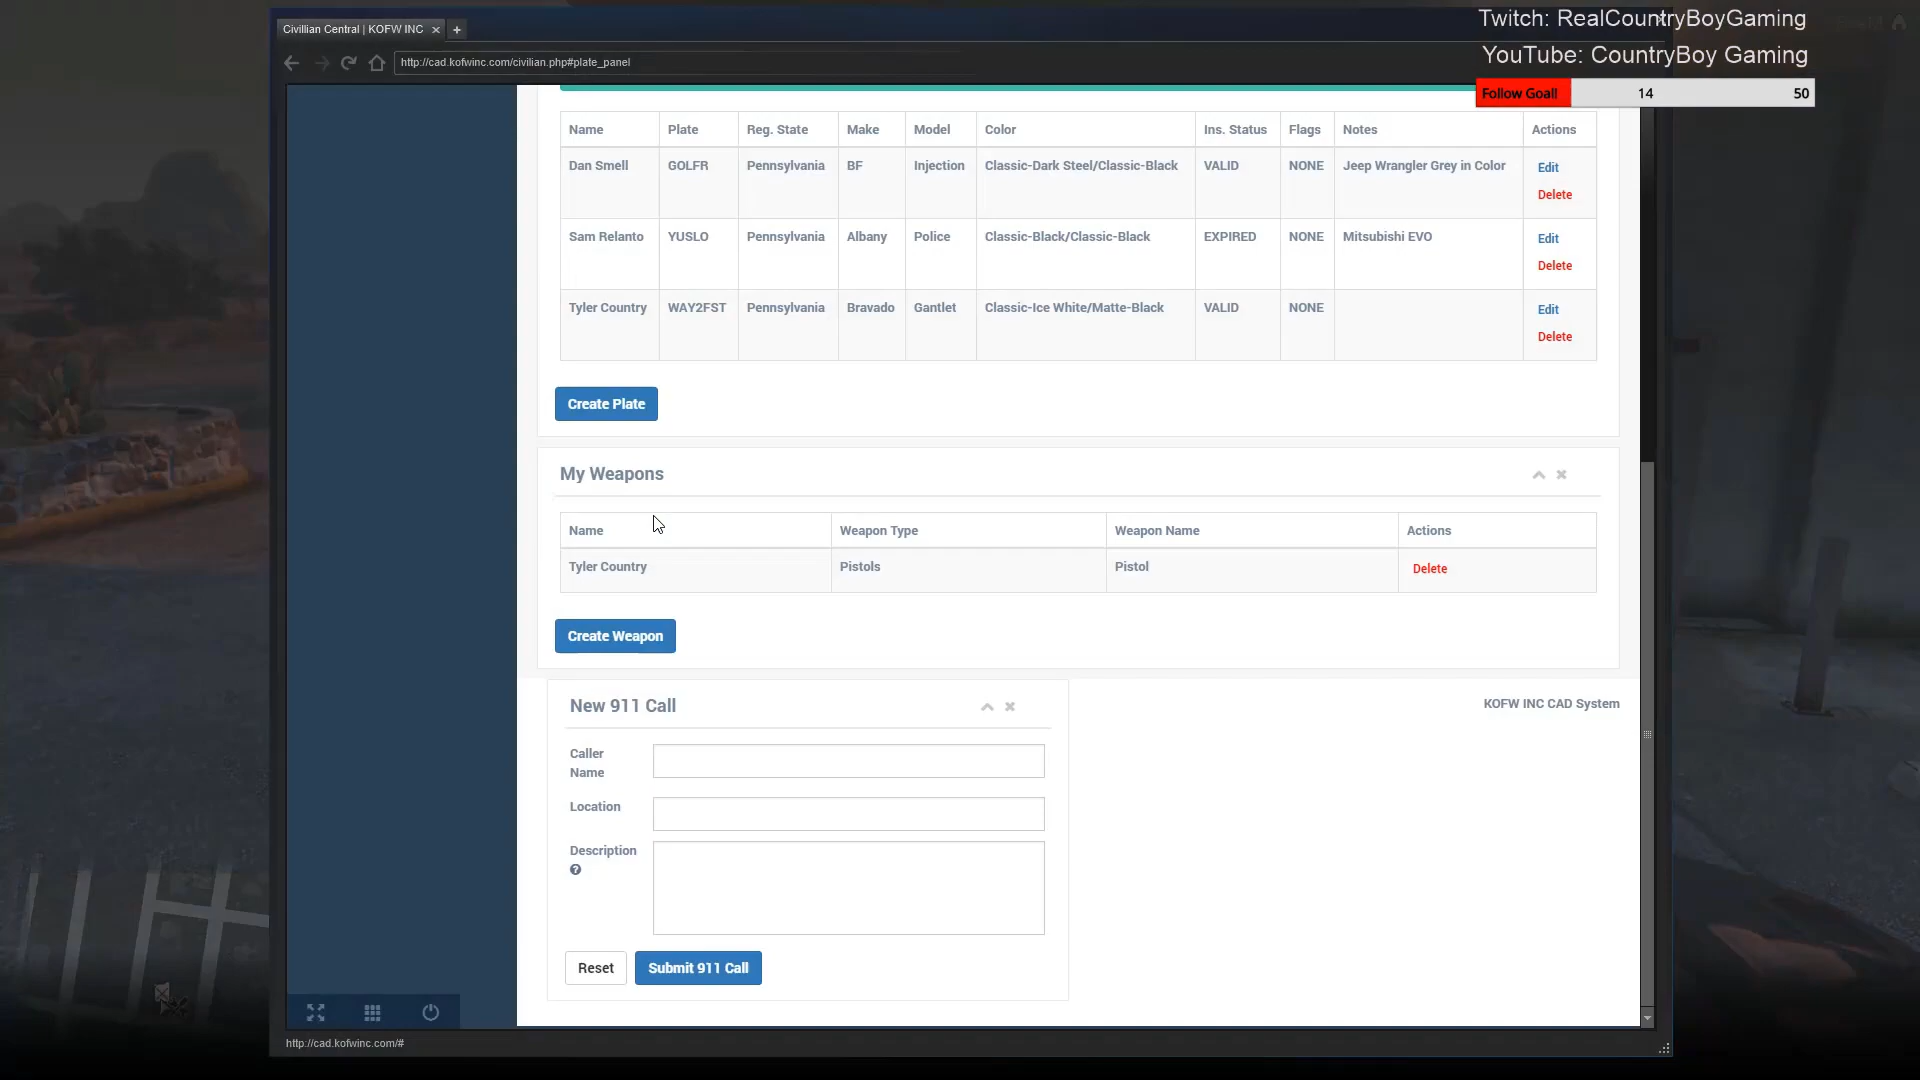 Twitch: RealCountryBoyGaming
Civillian Central | KOFW INC
YouTube: CountryBoy Gaming
http://cad.kofwinc.com/civilian.php#plate_panel
Follow Goal! 14 50
Name Plate Reg. State Make Model Color Ins. Status Flags Notes Actions
Dan Smell GOLFR Pennsylvania BF Injection Classic-Dark Steel/Classic-Black VALID NONE Jeep Wrangler Grey in Color Edit
Delete
Sam Relanto YUSLO Pennsylvania Albany Police Classic-Black/Classic-Black EXPIRED NONE Mitsubishi EVO Edit
Delete
Tyler Country WAY2FST Pennsylvania Bravado Gantlet Classic-Ice White/Matte-Black VALID NONE Edit
Delete
Create Plate
My Weapons
Name Weapon Type Weapon Name Actions
Tyler Country Pistols Pistol Delete
Create Weapon
New 911 Call
KOFW INC CAD System
Caller
Name
Location
Description
Reset Submit 911 Call
http://cad.kofwinc.com/#